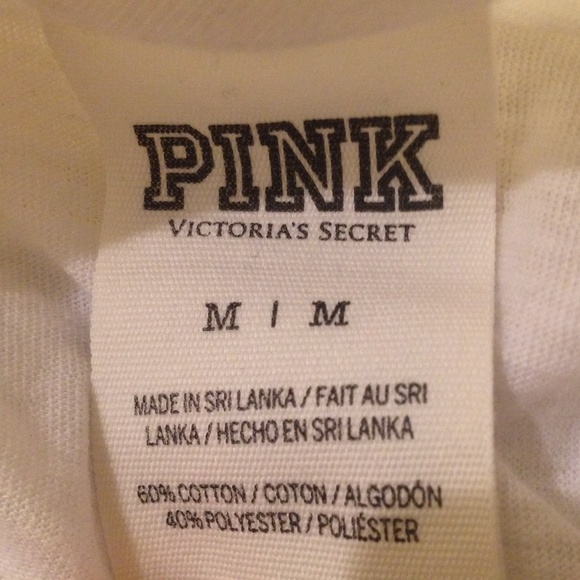 PINK
VICTORIA'S SECRET
M / M
MADE IN SRI LANKA / FAIT AU SRI
LANKA / HECHO EN SRI LANKA
60% COTTON / COTON / ALGODÓN
40% POLYESTER / POLIÉSTER